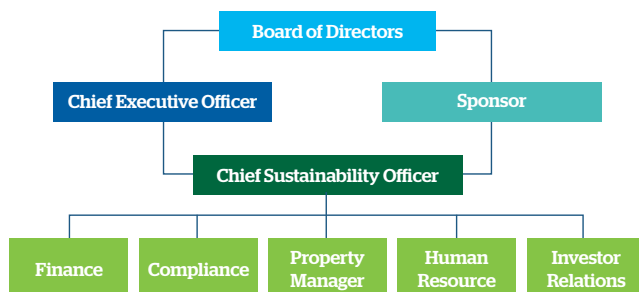 Board of Directors
Chief Executive Officer
Sponsor
Chief Sustainability Officer
Finance
Compliance
Property
Manager
Human
Resource
Investor
Relations